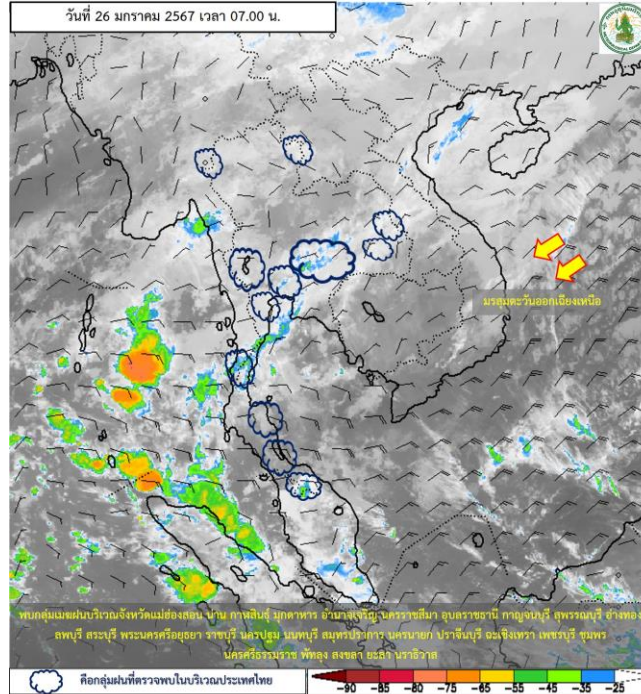 วันที่ 26 มกราคม 2567 เวลา 07.00 น.
มรสุมตะวันออกเฉียงเหนือ
พบกลุ่มเมฆฝนบริเวณจังหวัดแม่ฮ่องสอน น่าน กาฬสินธุ์ มุกดาหาร อำนาจเจริญ นครราชสีมา อุบลราชธานี กาญจนบุรี สุพรรณบุรี อ่างทอง
ลพบุรี สระบุรี พระนครศรีอยุธยา ราชบุรี นครปฐม นนทบุรี สมุทรปราการ นครนายก ปราจีนบุรี ฉะเชิงเทรา เพชรบุรี ชุมพร
นครศรีธรรมราช พัทลุง สงขลา ยะลา นราธิวาส
คือกลุ่มฝนที่ตรวจพบในบริเวณประเทศไทย
-90 -85 -80 -75 -65 -55 -45 -35 -25